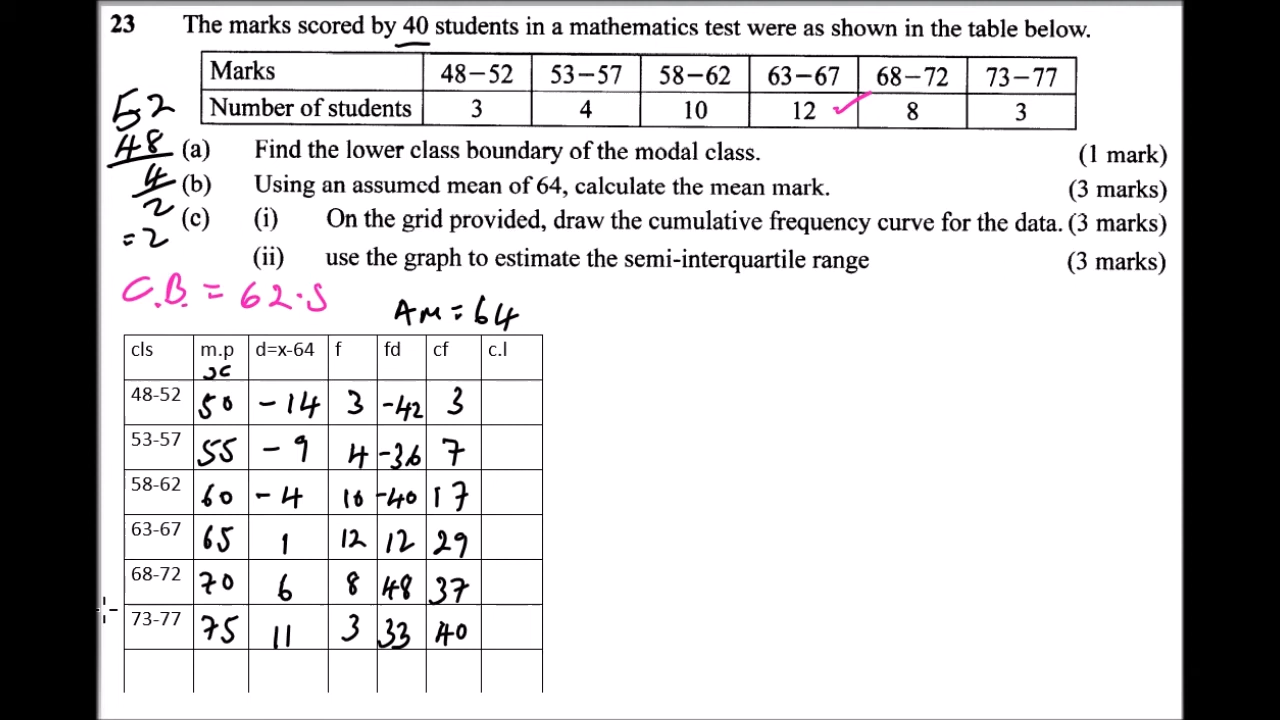 23 The marks scored by 40 students in a mathematics test were as shown in the table below.
Marks 48–52 53–57 58–62 63–67 68–72 73–77
Number of students 3 4 10 12 8 3
(a) Find the lower class boundary of the modal class. (1 mark)
(b) Using an assumed mean of 64, calculate the mean mark. (3 marks)
(c) (i) On the grid provided, draw the cumulative frequency curve for the data. (3 marks)
(ii) use the graph to estimate the semi-interquartile range (3 marks)
52
48
4
2
=2
C.B. = 62.5
AM = 64
cls m.p x d=x-64 f fd cf c.l
48-52 50 -14 3 -42 3
53-57 55 -9 4 -36 7
58-62 60 -4 10 -40 17
63-67 65 1 12 12 29
68-72 70 6 8 48 37
73-77 75 11 3 33 40